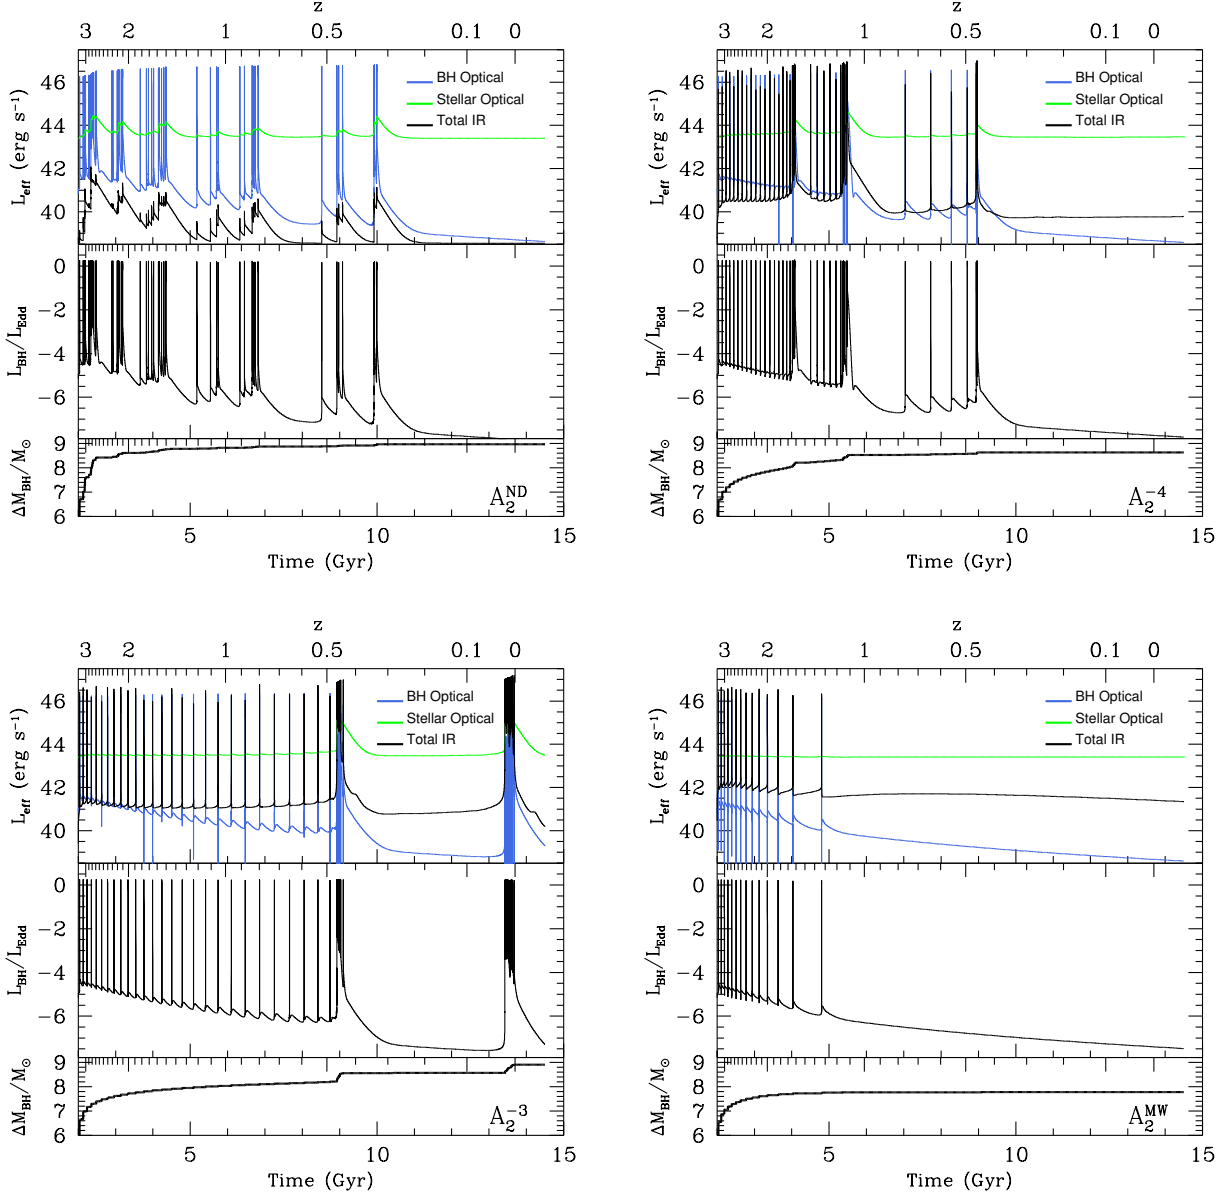 z
z
3 2 1 0.5 0.1 0
3 2 1 0.5 0.1 0
46
44
42
40
L_eff (erg s⁻¹)
BH Optical
Stellar Optical
Total IR
46
44
42
40
L_eff (erg s⁻¹)
BH Optical
Stellar Optical
Total IR
0
−2
−4
−6
L_BH/L_Edd
0
−2
−4
−6
L_BH/L_Edd
9
8
7
6
ΔM_BH/M_⊙
A₂^ND
9
8
7
6
ΔM_BH/M_⊙
A₂^−4
5 10 15
Time (Gyr)
5 10 15
Time (Gyr)
z
z
3 2 1 0.5 0.1 0
3 2 1 0.5 0.1 0
46
44
42
40
L_eff (erg s⁻¹)
BH Optical
Stellar Optical
Total IR
46
44
42
40
L_eff (erg s⁻¹)
BH Optical
Stellar Optical
Total IR
0
−2
−4
−6
L_BH/L_Edd
0
−2
−4
−6
L_BH/L_Edd
9
8
7
6
ΔM_BH/M_⊙
A₂^−3
9
8
7
6
ΔM_BH/M_⊙
A₂^MW
5 10 15
Time (Gyr)
5 10 15
Time (Gyr)